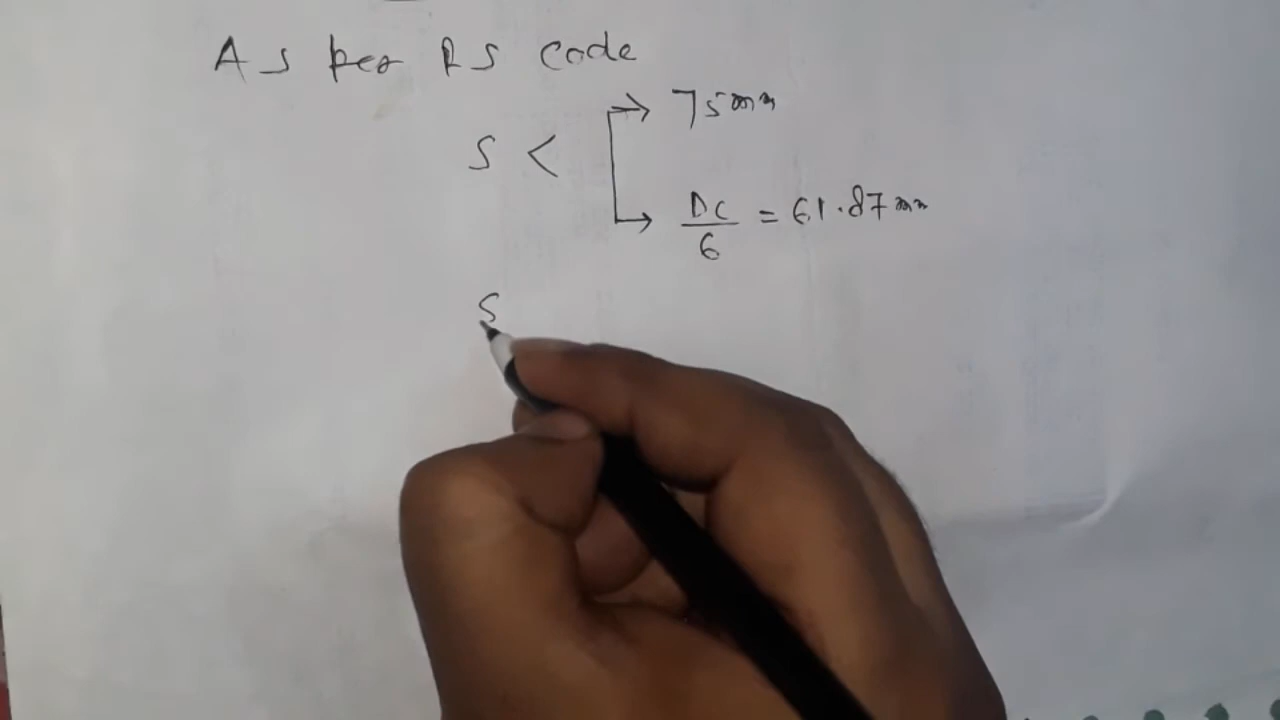 As per RS code
S < 75mm
Dc/6 = 61.87mm
S